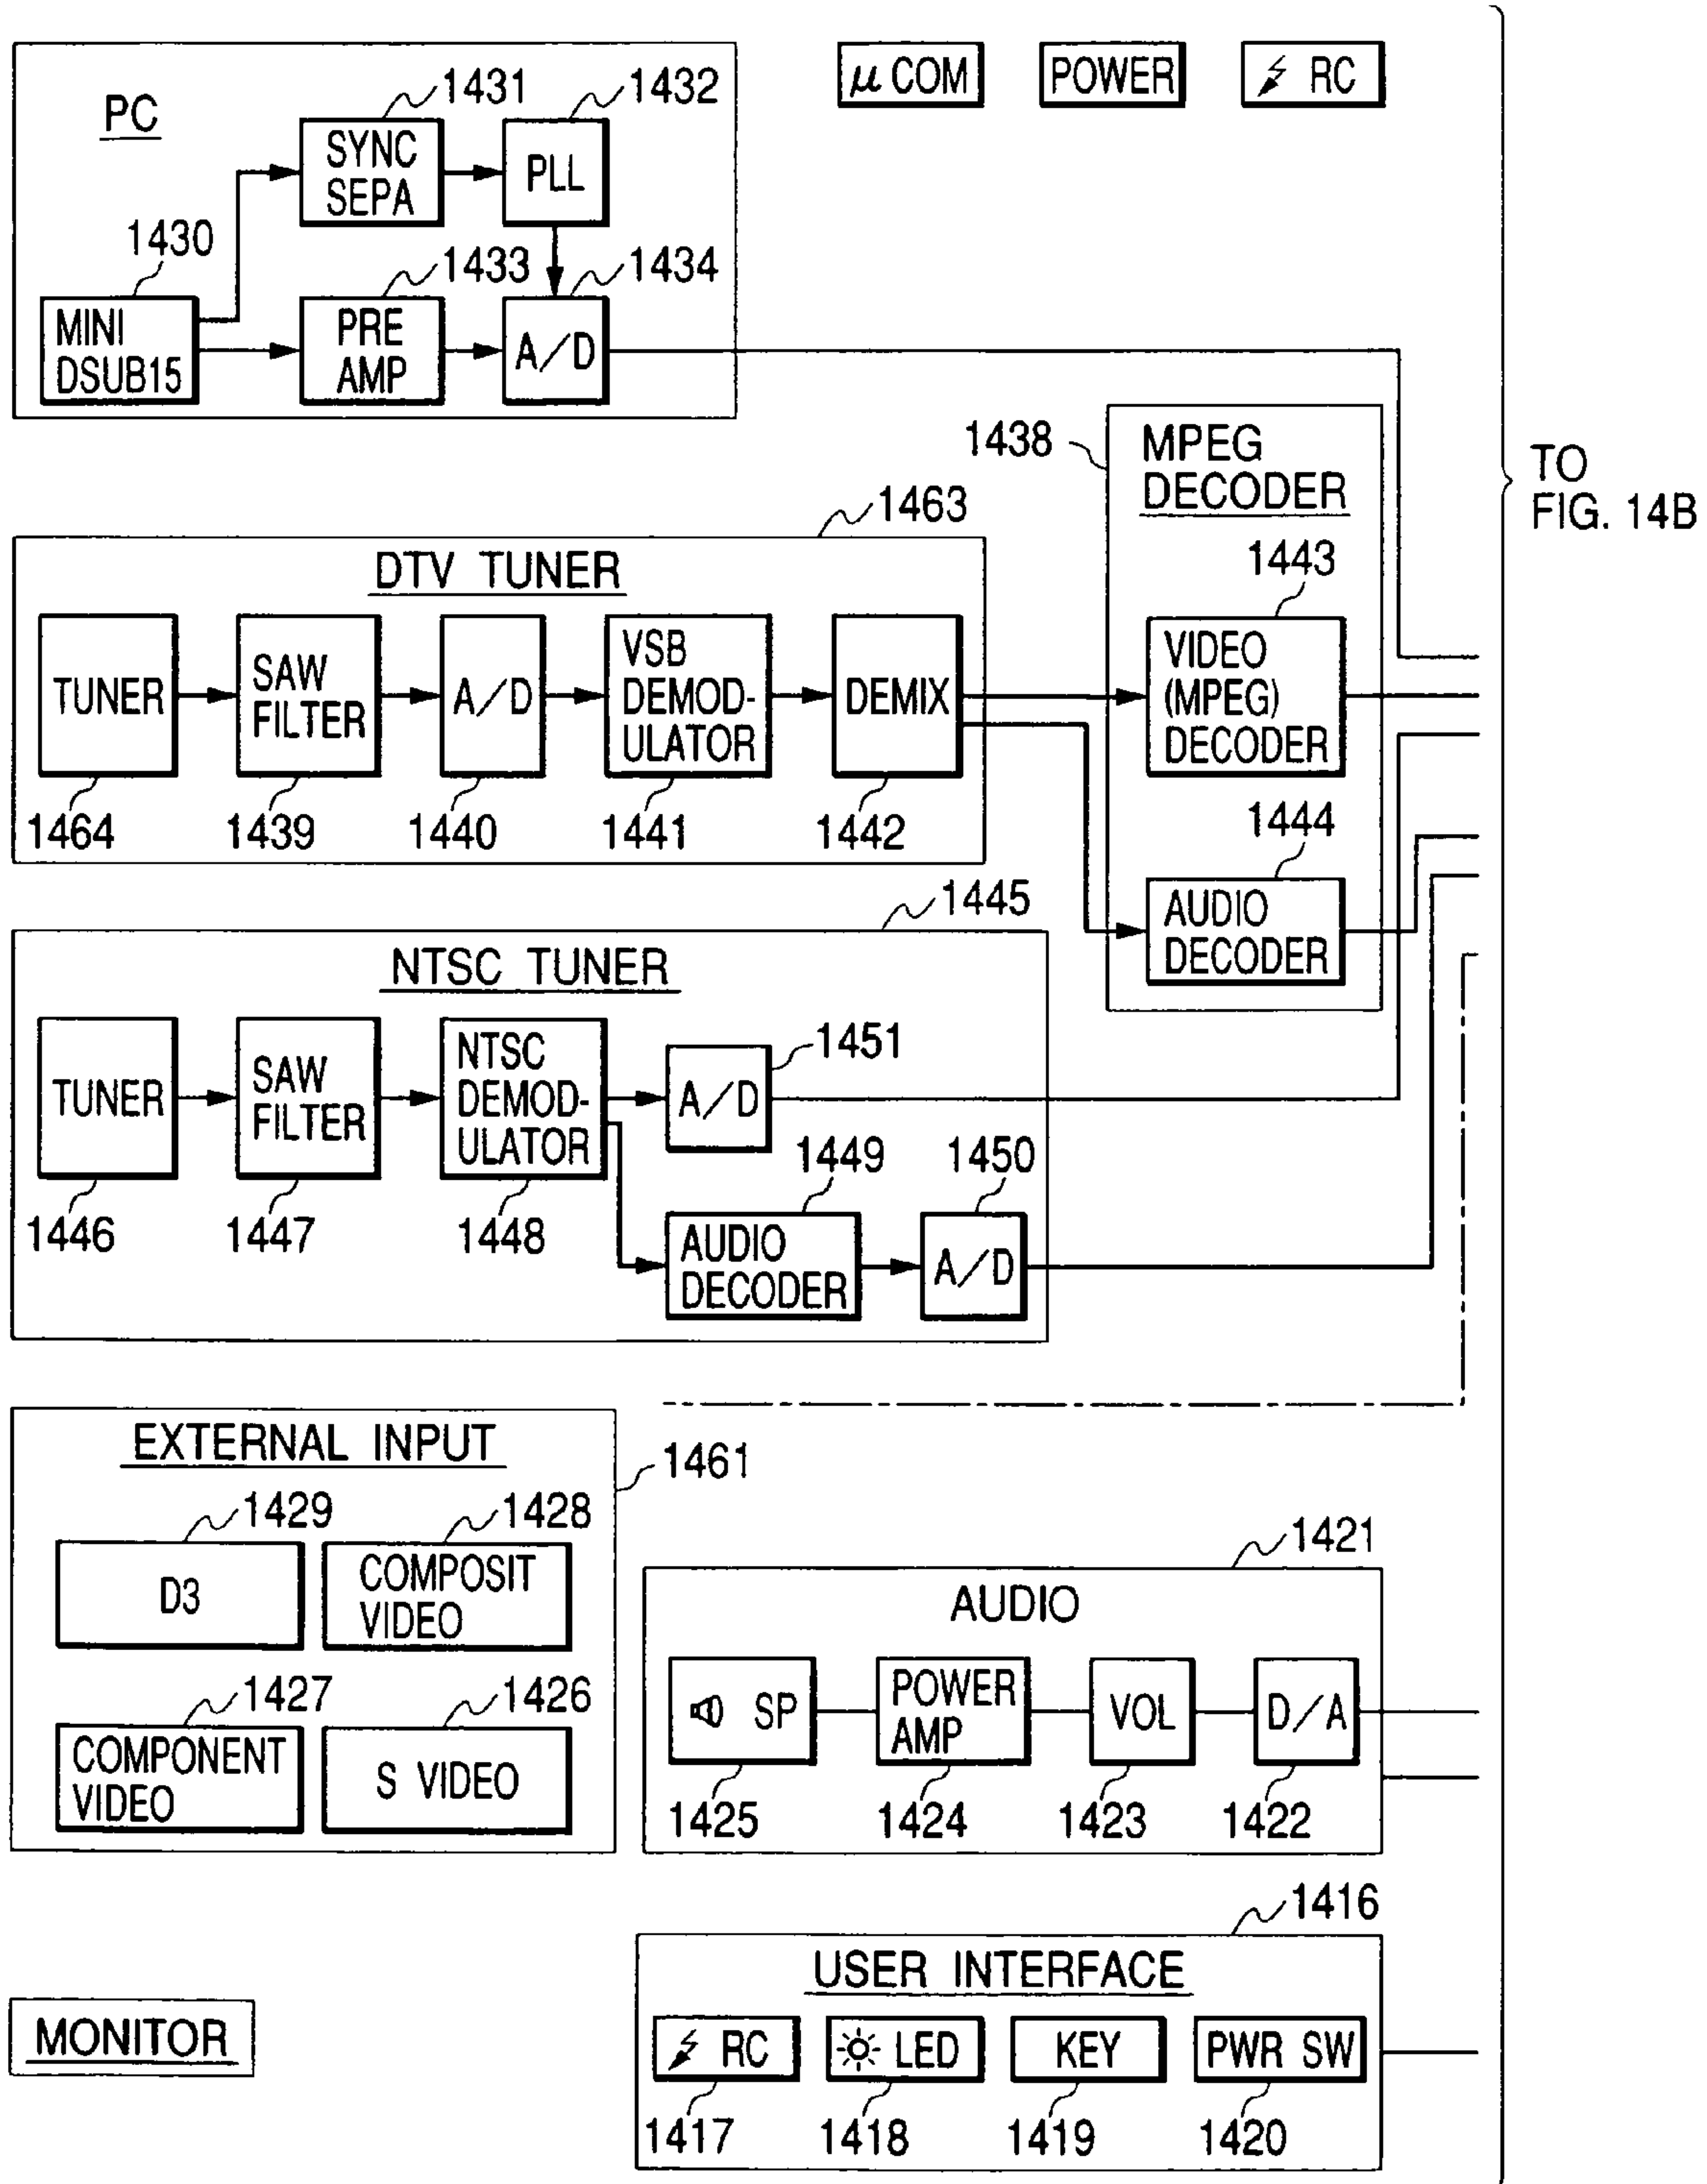 μ COM
POWER
RC
PC
1431
1432
SYNC
SEPA
PLL
1430
1433
1434
MINI
DSUB15
PRE
AMP
A/D
1438
MPEG
DECODER
TO
FIG. 14B
1463
DTV TUNER
1443
TUNER
SAW
FILTER
A/D
VSB
DEMOD-
ULATOR
DEMIX
VIDEO
(MPEG)
DECODER
1464
1439
1440
1441
1442
1444
AUDIO
DECODER
1445
NTSC TUNER
TUNER
SAW
FILTER
NTSC
DEMOD-
ULATOR
A/D
1451
1446
1447
1448
1449
1450
AUDIO
DECODER
A/D
EXTERNAL INPUT
1461
1429
1428
D3
COMPOSIT
VIDEO
1427
1426
COMPONENT
VIDEO
S VIDEO
1421
AUDIO
SP
POWER
AMP
VOL
D/A
1425
1424
1423
1422
1416
USER INTERFACE
MONITOR
RC
LED
KEY
PWR SW
1417
1418
1419
1420